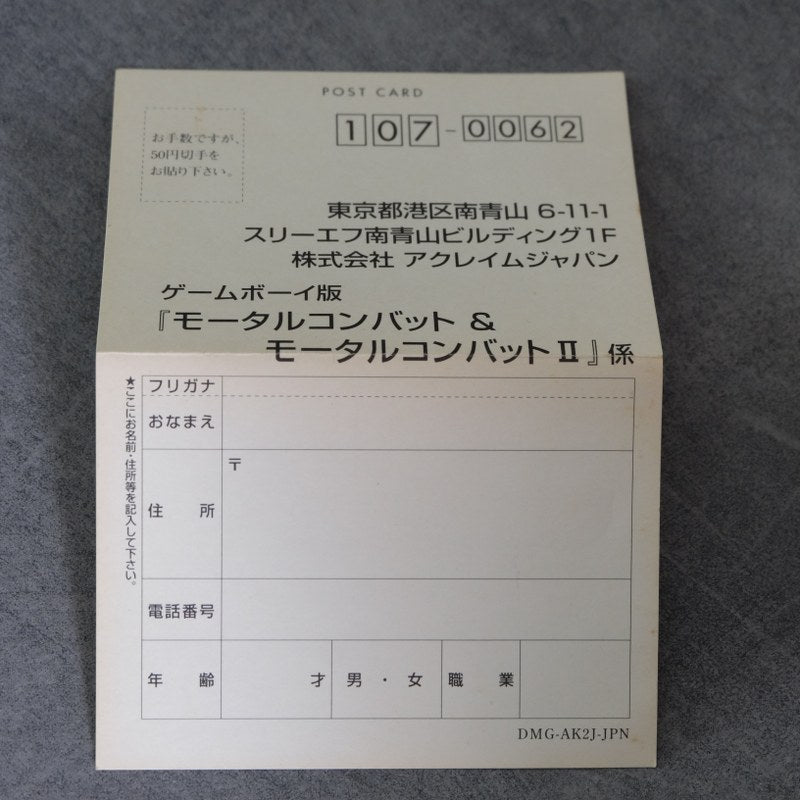 POST CARD
お手数ですが、
50円切手を
お貼り下さい。
107-0062
東京都港区南青山 6-11-1
スリーエフ南青山ビルディング1F
株式会社 アクレイムジャパン
ゲームボーイ版
『モータルコンバット &
モータルコンバットⅡ』係
★ここにお名前・住所等を記入して下さい。
フリガナ
おなまえ
住所
〒
電話番号
年齢 才 男・女 職業
DMG-AK2J-JPN